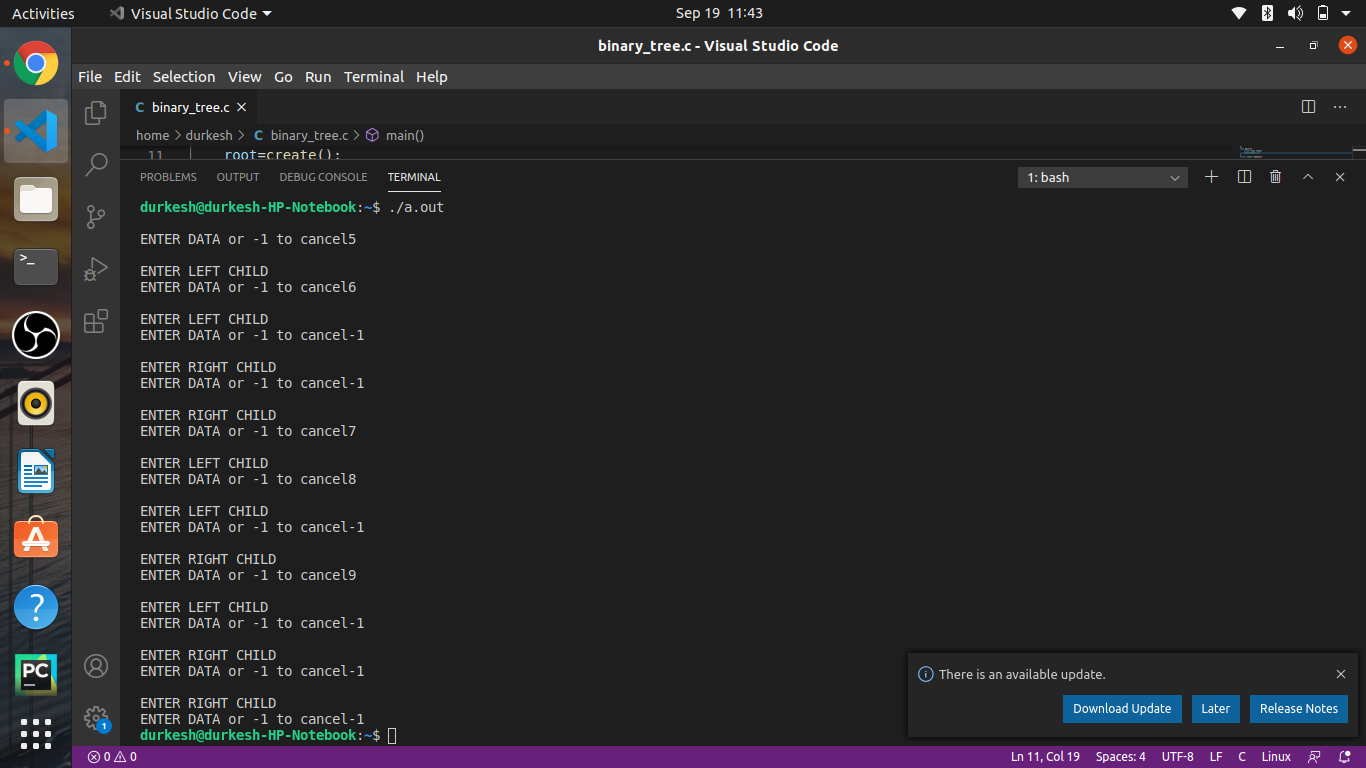 Activities
Visual Studio Code
Sep 19 11:43
binary_tree.c - Visual Studio Code
File Edit Selection View Go Run Terminal Help
C binary_tree.c
home > durkesh > C binary_tree.c > main()
11 root=create();
PROBLEMS OUTPUT DEBUG CONSOLE TERMINAL
1: bash
durkesh@durkesh-HP-Notebook:~$ ./a.out
ENTER DATA or -1 to cancel5
ENTER LEFT CHILD
ENTER DATA or -1 to cancel6
ENTER LEFT CHILD
ENTER DATA or -1 to cancel-1
ENTER RIGHT CHILD
ENTER DATA or -1 to cancel-1
ENTER RIGHT CHILD
ENTER DATA or -1 to cancel7
ENTER LEFT CHILD
ENTER DATA or -1 to cancel8
ENTER LEFT CHILD
ENTER DATA or -1 to cancel-1
ENTER RIGHT CHILD
ENTER DATA or -1 to cancel9
ENTER LEFT CHILD
ENTER DATA or -1 to cancel-1
ENTER RIGHT CHILD
ENTER DATA or -1 to cancel-1
ENTER RIGHT CHILD
ENTER DATA or -1 to cancel-1
durkesh@durkesh-HP-Notebook:~$
There is an available update.
Download Update
Later
Release Notes
PC
1
0 0
Ln 11, Col 19
Spaces: 4
UTF-8
LF
C
Linux